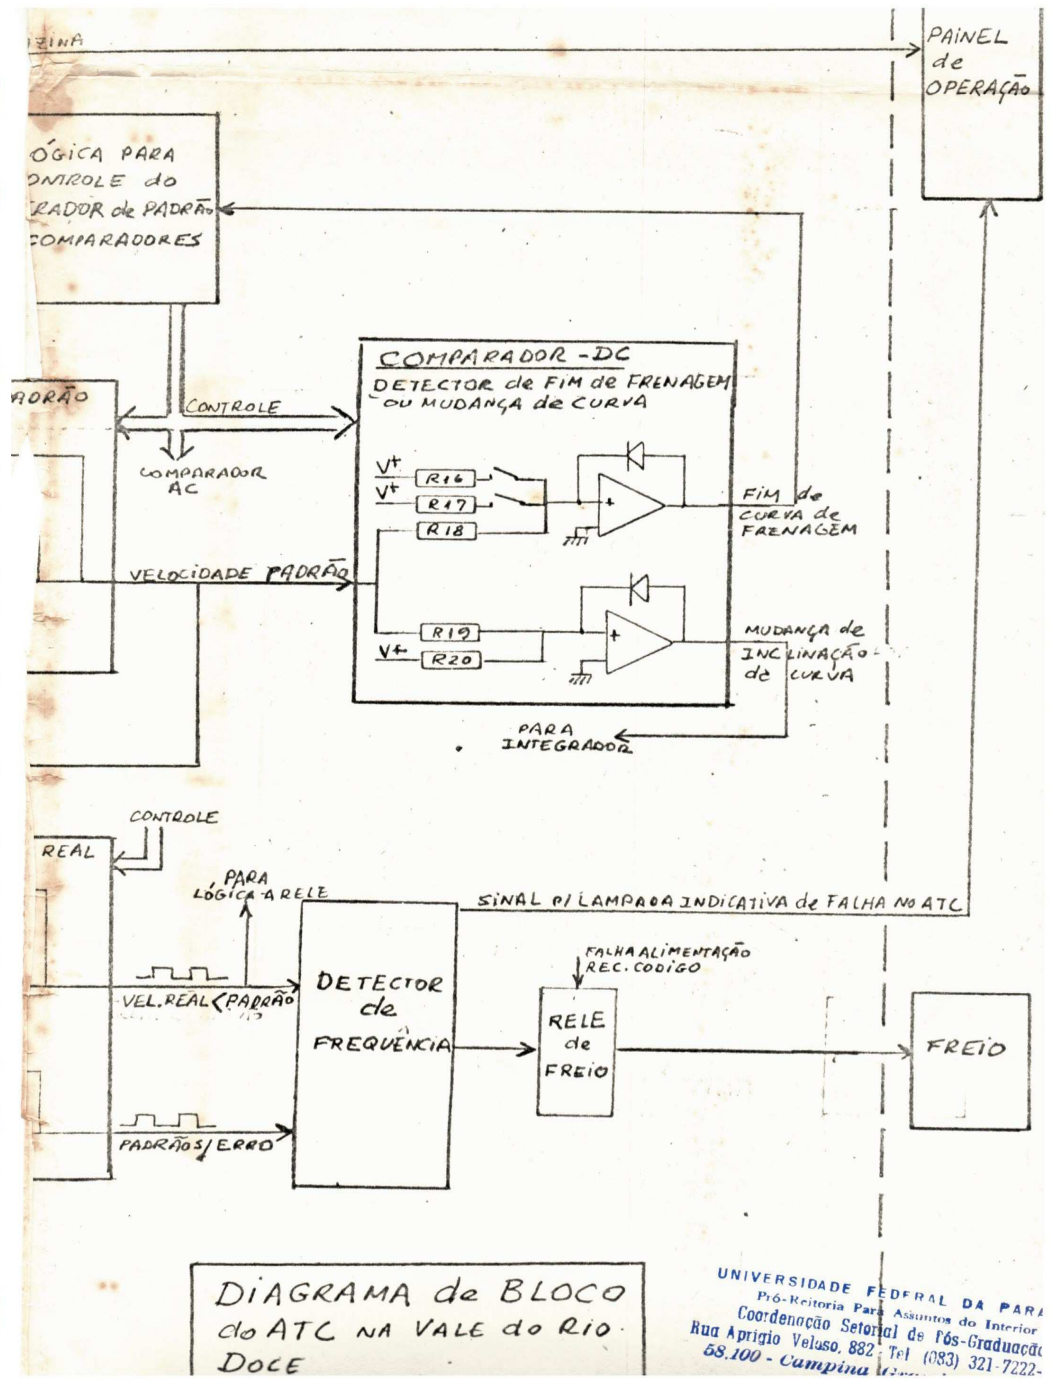 PAINEL
de
OPERAÇÃO
ÓGICA PARA
ONTROLE do
RADOR de PADRÃO
COMPARADORES
COMPARADOR-DC
DETECTOR de FIM de FRENAGEM
OU MUDANÇA de CURVA
ADRÃO
CONTROLE
COMPARADOR
AC
V+ R16
V+ R17
R18
+
FIM de
CURVA de
FRENAGEM
VELOCIDADE PADRÃO
R19
V+ R20
+
MUDANÇA de
INCLINAÇÃO
de CURVA
PARA
INTEGRADOR
CONTROLE
REAL
PARA
LÓGICA A RELE
SINAL P/ LAMPADA INDICATIVA de FALHA NO ATC
FALHA ALIMENTAÇÃO
REC. CODIGO
DETECTOR
de
FREQUÊNCIA
VEL. REAL < PADRÃO
RELE
de
FREIO
FREIO
PADRÃO S/ ERRO
DIAGRAMA de BLOCO
do ATC NA VALE do RIO
DOCE
UNIVERSIDADE FEDERAL DA PARA
Pró-Reitoria Para Assuntos do Interior
Coordenação Setorial de Pós-Graduação
Rua Aprigio Veloso, 882 Tel (083) 321-7222-
58.100 - Campina